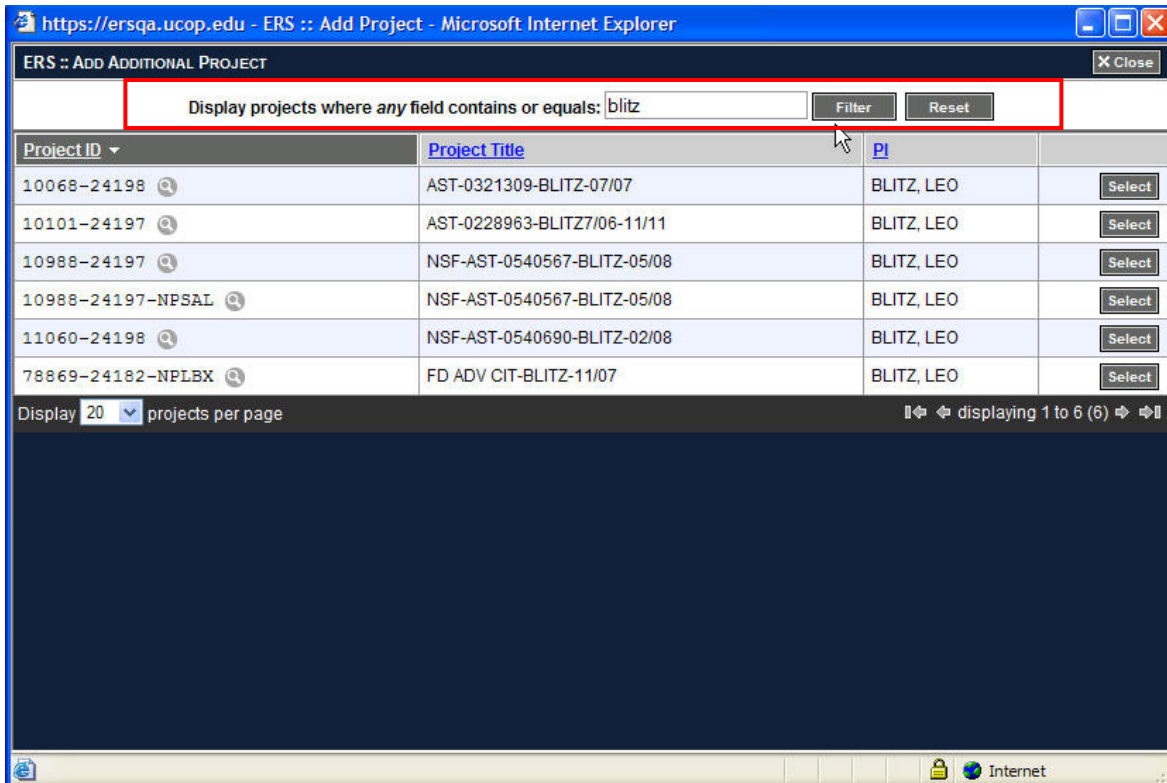 https://ersqa.ucop.edu - ERS :: Add Project - Microsoft Internet Explorer
ERS :: ADD ADDITIONAL PROJECT X Close
Display projects where any field contains or equals: blitz Filter Reset
Project ID Project Title PI
10068-24198 AST-0321309-BLITZ-07/07 BLITZ, LEO Select
10101-24197 AST-0228963-BLITZ7/06-11/11 BLITZ, LEO Select
10988-24197 NSF-AST-0540567-BLITZ-05/08 BLITZ, LEO Select
10988-24197-NPSAL NSF-AST-0540567-BLITZ-05/08 BLITZ, LEO Select
11060-24198 NSF-AST-0540690-BLITZ-02/08 BLITZ, LEO Select
78869-24182-NPLBX FD ADV CIT-BLITZ-11/07 BLITZ, LEO Select
Display 20 projects per page displaying 1 to 6 (6)
Internet